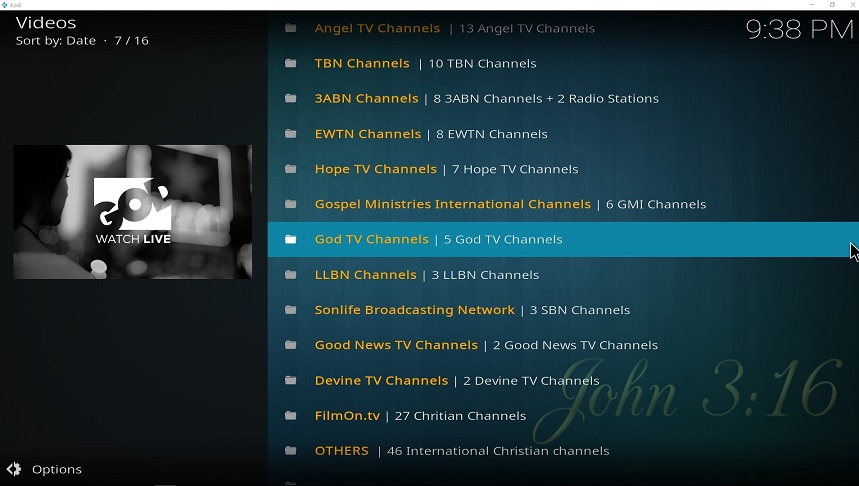 Kodi
Videos
Sort by: Date · 7 / 16
9:38 PM
Angel TV Channels | 13 Angel TV Channels
TBN Channels | 10 TBN Channels
3ABN Channels | 8 3ABN Channels + 2 Radio Stations
EWTN Channels | 8 EWTN Channels
Hope TV Channels | 7 Hope TV Channels
Gospel Ministries International Channels | 6 GMI Channels
God TV Channels | 5 God TV Channels
LLBN Channels | 3 LLBN Channels
Sonlife Broadcasting Network | 3 SBN Channels
Good News TV Channels | 2 Good News TV Channels
Devine TV Channels | 2 Devine TV Channels
FilmOn.tv | 27 Chritian Channels
OTHERS | 46 International Christian channels
GOD
WATCH LIVE
John 3:16
Options